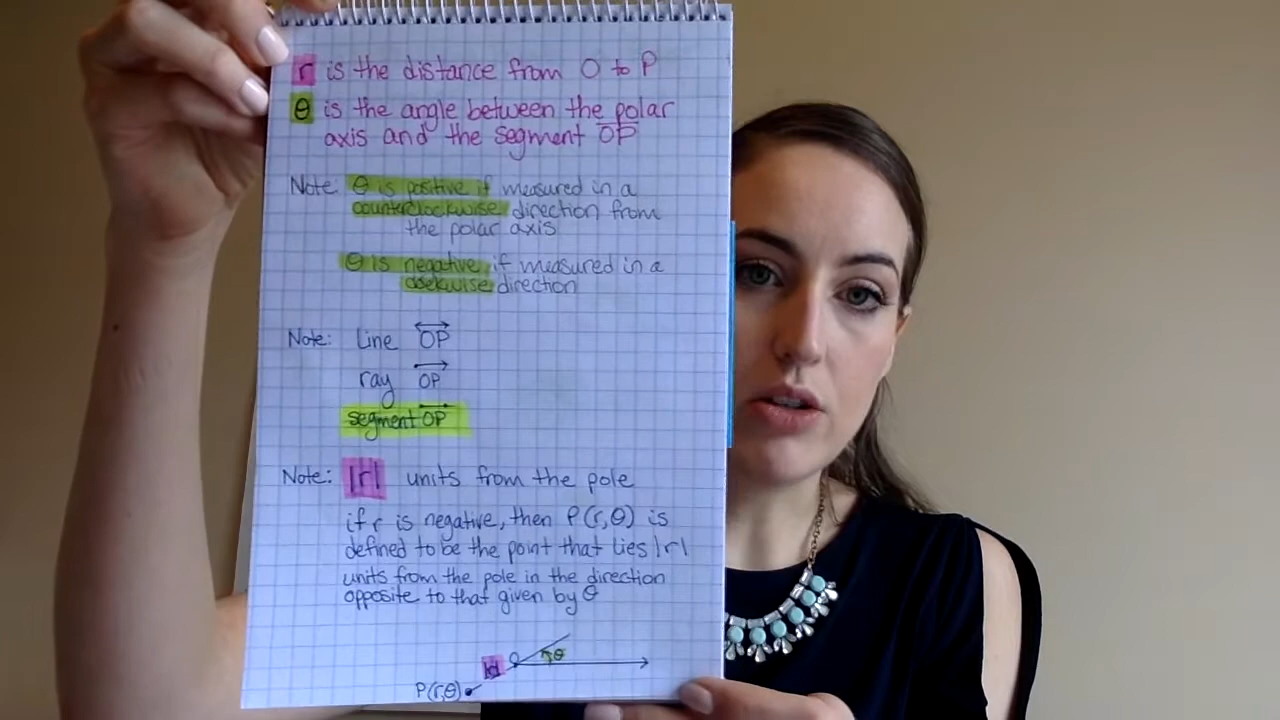 r is the distance from O to P
θ is the angle between the polar
axis and the segment O̅P̅
Note: θ is positive if measured in a
counterclockwise direction from
the polar axis
θ is negative if measured in a
clockwise direction
Note: Line OP
ray OP
segment OP
Note: |r| units from the pole
if r is negative, then P(r,θ) is
defined to be the point that lies |r|
units from the pole in the direction
opposite to that given by θ
O θ
|r|
P(r,θ)